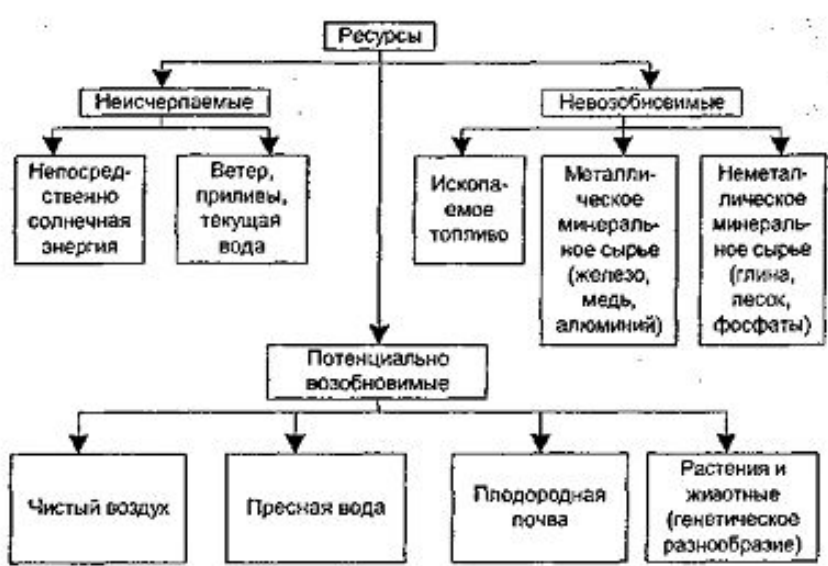 Ресурсы
Неисчерпаемые
Невозобновимые
Непосред-
ственно
солнечная
энергия
Ветер,
приливы,
текущая
вода
Ископа-
емое
топливо
Металли-
ческое
минераль-
ное сырье
(железо,
медь,
алюминий)
Неметал-
лическое
минераль-
ное сырье
(глина,
песок,
фосфаты)
Потенциально
возобновимые
Чистый воздух
Пресная вода
Плодородная
почва
Растения и
животные
(генетическое
разнообразие)